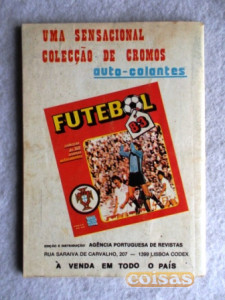 UMA SENSACIONAL
COLECÇÃO DE CROMOS
auto-colantes
FUTEBOL
83
EDIÇÃO E DISTRIBUIÇÃO: AGÊNCIA PORTUGUESA DE REVISTAS
RUA SARAIVA DE CARVALHO, 207 — 1399 LISBOA CODEX
À VENDA EM TODO O PAÍS
coisas